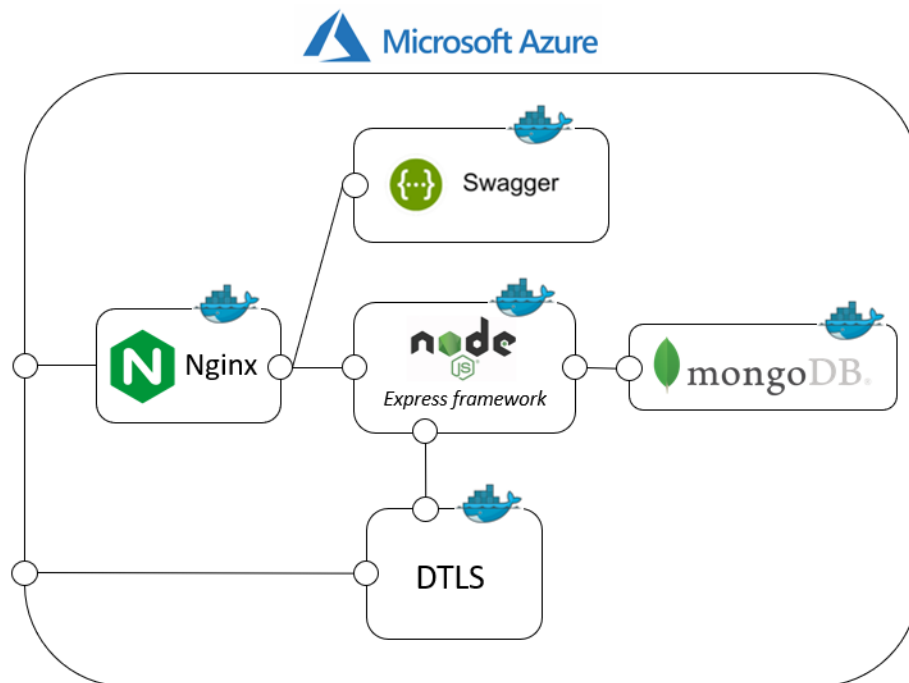 Microsoft Azure
{···} Swagger
N Nginx
node
JS
Express framework
mongoDB®
DTLS